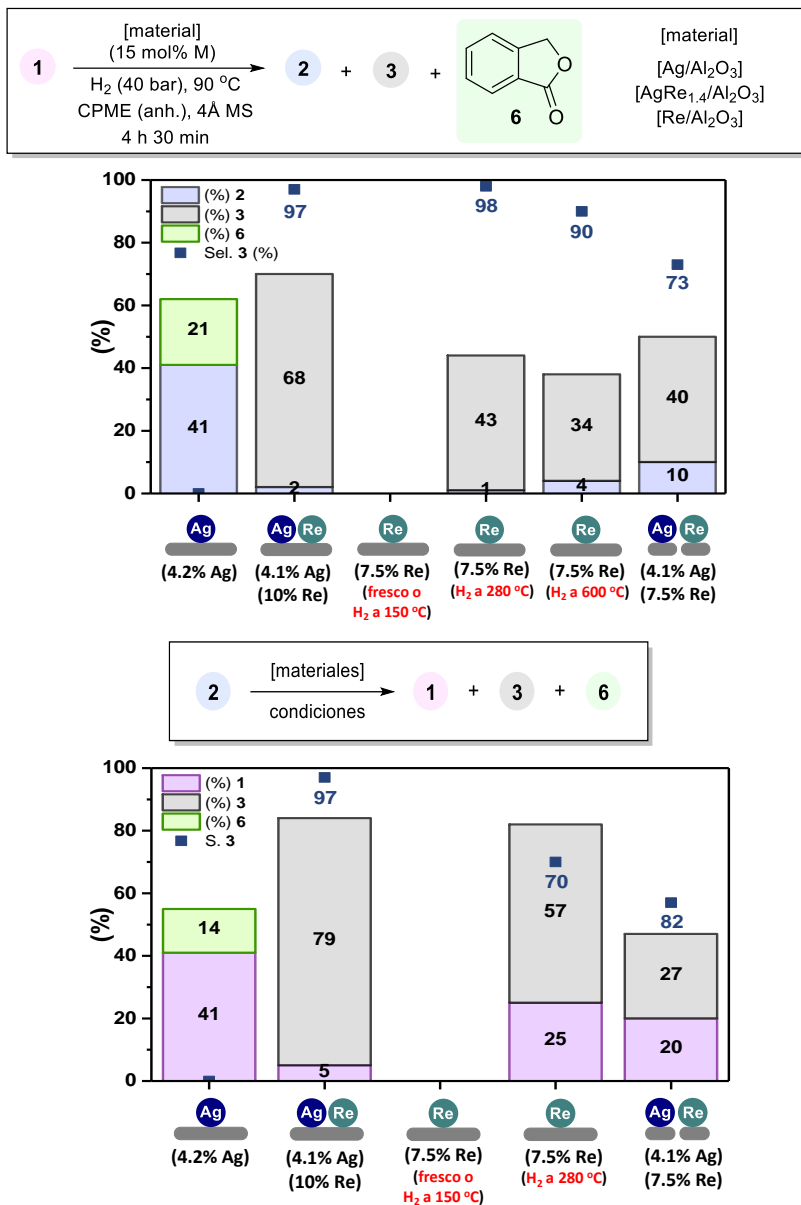 [material]
(15 mol% M)
1
H₂ (40 bar), 90 ºC
CPME (anh.), 4Å MS
4 h 30 min
2 + 3 +
O
O
6
[material]
[Ag/Al₂O₃]
[AgRe₁.₄/Al₂O₃]
[Re/Al₂O₃]
(%)
100
80
60
40
20
0
(%) 2
(%) 3
(%) 6
Sel. 3 (%)
21
41
97
68
2
98
43
1
90
34
4
73
40
10
Ag
(4.2% Ag)
Ag Re
(4.1% Ag)
(10% Re)
Re
(7.5% Re)
(fresco o
H₂ a 150 ºC)
Re
(7.5% Re)
(H₂ a 280 ºC)
Re
(7.5% Re)
(H₂ a 600 ºC)
Ag Re
(4.1% Ag)
(7.5% Re)
2
[materiales]
condiciones
1 + 3 + 6
(%)
100
80
60
40
20
0
(%) 1
(%) 3
(%) 6
S. 3
14
41
97
79
5
70
57
25
82
27
20
Ag
(4.2% Ag)
Ag Re
(4.1% Ag)
(10% Re)
Re
(7.5% Re)
(fresco o
H₂ a 150 ºC)
Re
(7.5% Re)
(H₂ a 280 ºC)
Ag Re
(4.1% Ag)
(7.5% Re)